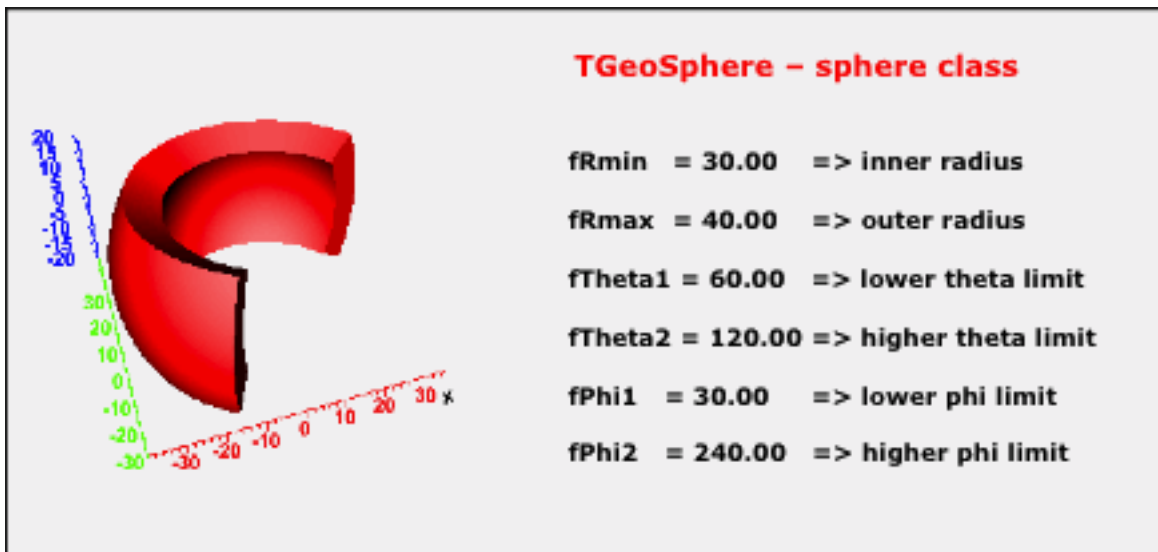 TGeoSphere – sphere class
fRmin = 30.00 => inner radius
fRmax = 40.00 => outer radius
fTheta1 = 60.00 => lower theta limit
fTheta2 = 120.00 => higher theta limit
fPhi1 = 30.00 => lower phi limit
fPhi2 = 240.00 => higher phi limit
20
-20
30
20
10
0
-10
-20
-30
-30 -20 -10 0 10 20 30 x